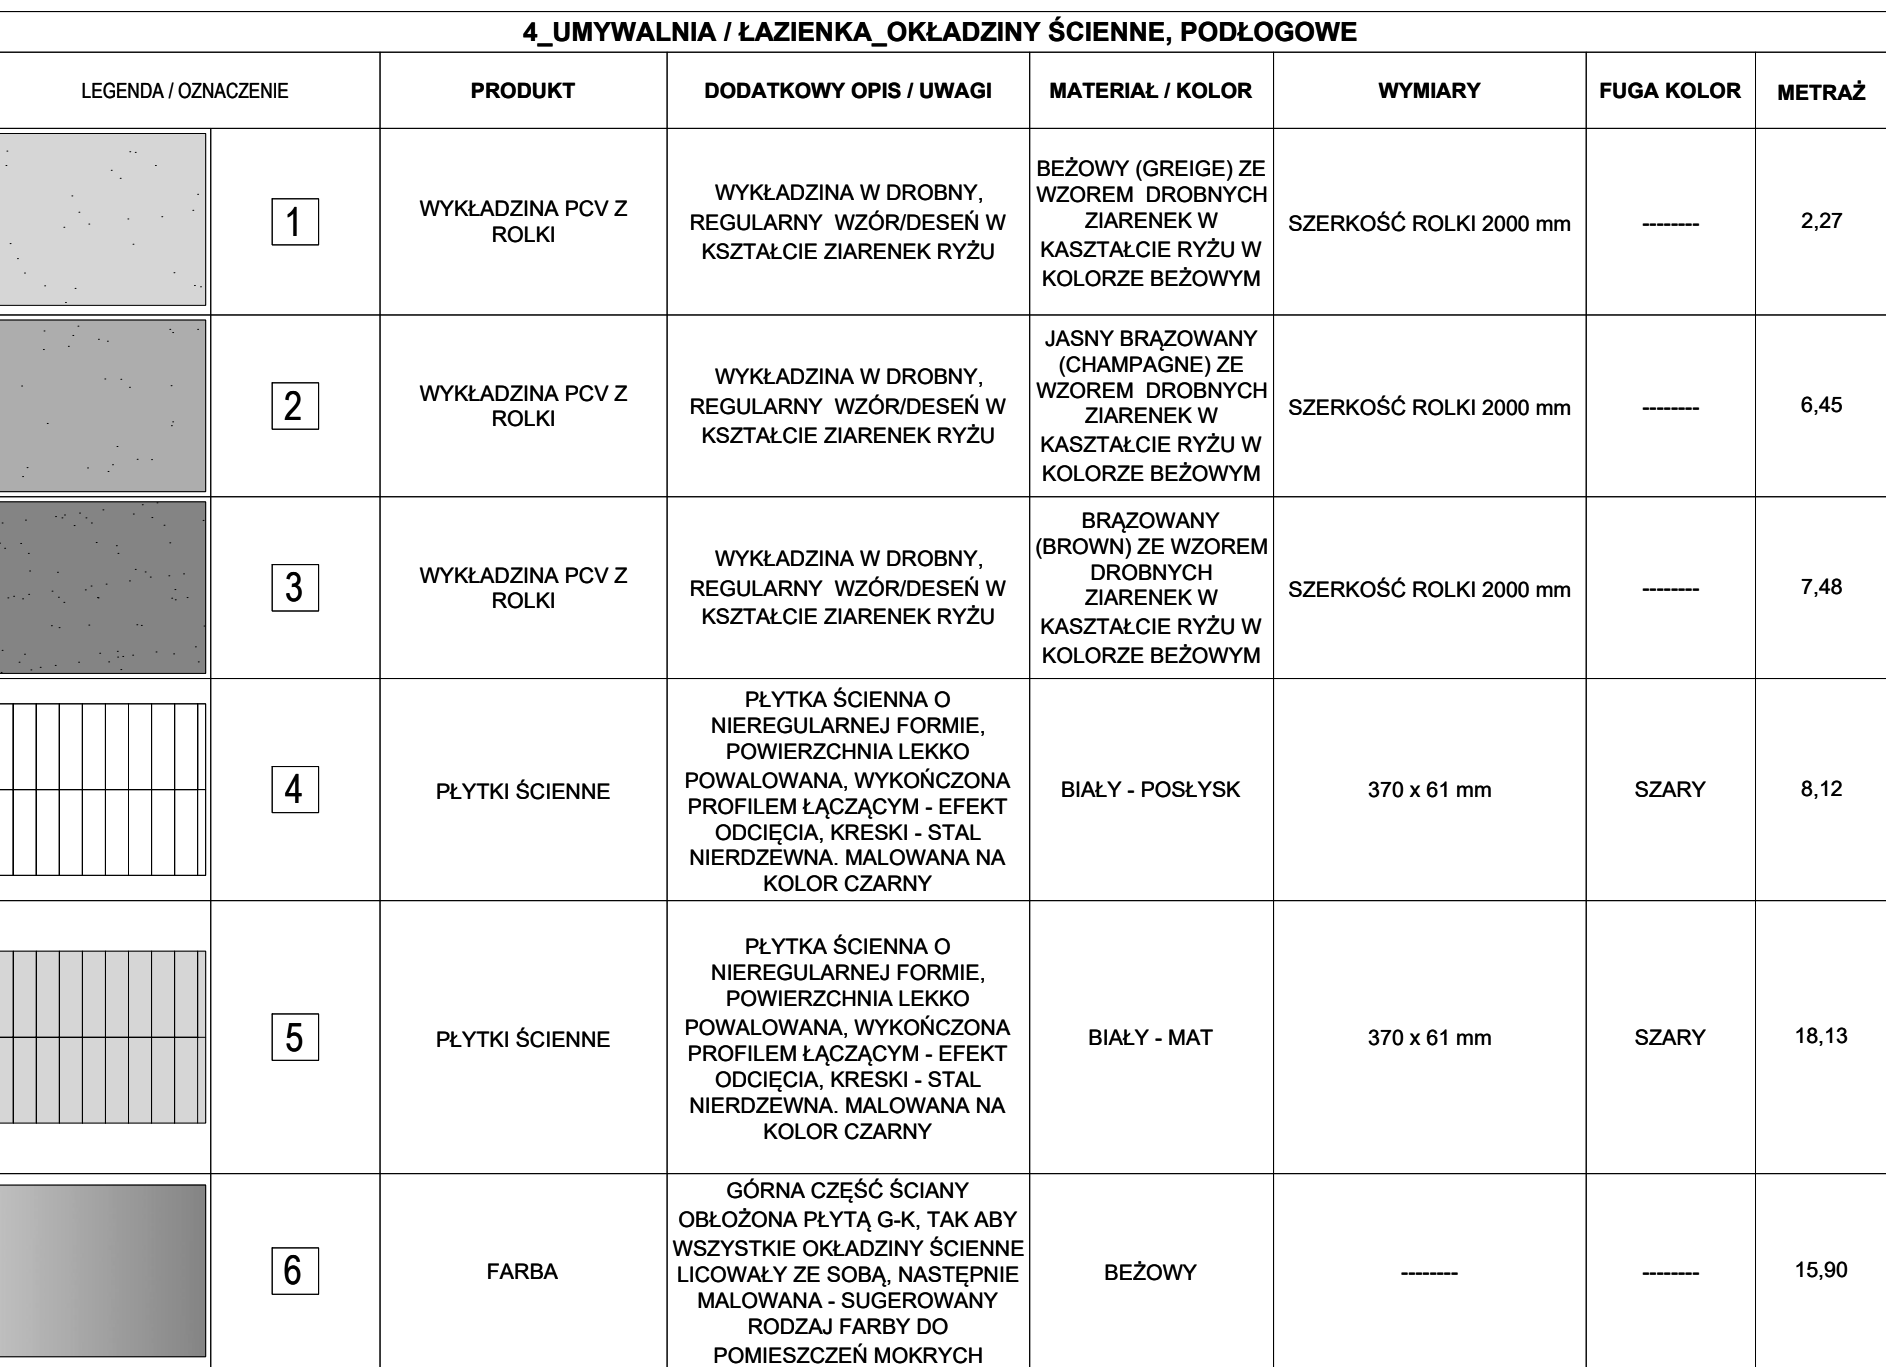 4_UMYWALNIA / ŁAZIENKA_OKŁADZINY ŚCIENNE, PODŁOGOWE
LEGENDA / OZNACZENIE
PRODUKT
DODATKOWY OPIS / UWAGI
MATERIAŁ / KOLOR
WYMIARY
FUGA KOLOR
METRAŻ
1
WYKŁADZINA PCV Z
ROLKI
WYKŁADZINA W DROBNY,
REGULARNY WZÓR/DESEŃ W
KSZTAŁCIE ZIARENEK RYŻU
BEŻOWY (GREIGE) ZE
WZOREM DROBNYCH
ZIARENEK W
KASZTAŁCIE RYŻU W
KOLORZE BEŻOWYM
SZERKOŚĆ ROLKI 2000 mm
--------
2,27
2
WYKŁADZINA PCV Z
ROLKI
WYKŁADZINA W DROBNY,
REGULARNY WZÓR/DESEŃ W
KSZTAŁCIE ZIARENEK RYŻU
JASNY BRĄZOWANY
(CHAMPAGNE) ZE
WZOREM DROBNYCH
ZIARENEK W
KASZTAŁCIE RYŻU W
KOLORZE BEŻOWYM
SZERKOŚĆ ROLKI 2000 mm
--------
6,45
3
WYKŁADZINA PCV Z
ROLKI
WYKŁADZINA W DROBNY,
REGULARNY WZÓR/DESEŃ W
KSZTAŁCIE ZIARENEK RYŻU
BRĄZOWANY
(BROWN) ZE WZOREM
DROBNYCH
ZIARENEK W
KASZTAŁCIE RYŻU W
KOLORZE BEŻOWYM
SZERKOŚĆ ROLKI 2000 mm
--------
7,48
4
PŁYTKI ŚCIENNE
PŁYTKA ŚCIENNA O
NIEREGULARNEJ FORMIE,
POWIERZCHNIA LEKKO
POWALOWANA, WYKOŃCZONA
PROFILEM ŁĄCZĄCYM - EFEKT
ODCIĘCIA, KRESKI - STAL
NIERDZEWNA. MALOWANA NA
KOLOR CZARNY
BIAŁY - POSŁYSK
370 x 61 mm
SZARY
8,12
5
PŁYTKI ŚCIENNE
PŁYTKA ŚCIENNA O
NIEREGULARNEJ FORMIE,
POWIERZCHNIA LEKKO
POWALOWANA, WYKOŃCZONA
PROFILEM ŁĄCZĄCYM - EFEKT
ODCIĘCIA, KRESKI - STAL
NIERDZEWNA. MALOWANA NA
KOLOR CZARNY
BIAŁY - MAT
370 x 61 mm
SZARY
18,13
6
FARBA
GÓRNA CZĘŚĆ ŚCIANY
OBŁOŻONA PŁYTĄ G-K, TAK ABY
WSZYSTKIE OKŁADZINY ŚCIENNE
LICOWAŁY ZE SOBĄ, NASTĘPNIE
MALOWANA - SUGEROWANY
RODZAJ FARBY DO
POMIESZCZEŃ MOKRYCH
BEŻOWY
--------
--------
15,90